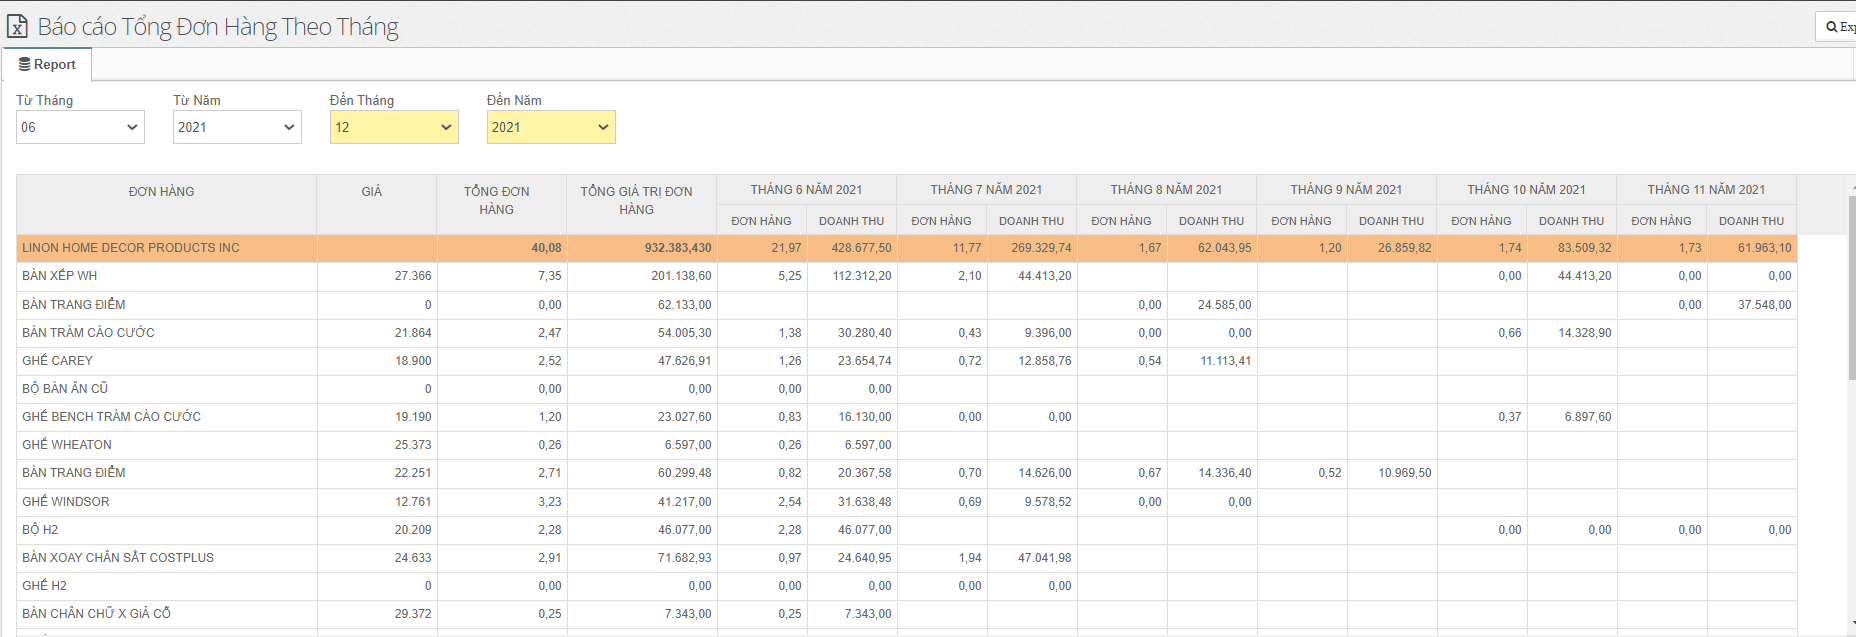 Báo cáo Tổng Đơn Hàng Theo Tháng
Exp
Report
Từ Tháng Từ Năm Đến Tháng Đến Năm
06 2021 12 2021
ĐƠN HÀNG GIÁ TỔNG ĐƠN HÀNG TỔNG GIÁ TRỊ ĐƠN HÀNG THÁNG 6 NĂM 2021 THÁNG 7 NĂM 2021 THÁNG 8 NĂM 2021 THÁNG 9 NĂM 2021 THÁNG 10 NĂM 2021 THÁNG 11 NĂM 2021
ĐƠN HÀNG DOANH THU ĐƠN HÀNG DOANH THU ĐƠN HÀNG DOANH THU ĐƠN HÀNG DOANH THU ĐƠN HÀNG DOANH THU ĐƠN HÀNG DOANH THU
LINON HOME DECOR PRODUCTS INC 40,08 932.383,430 21,97 428.677,50 11,77 269.329,74 1,67 62.043,95 1,20 26.859,82 1,74 83.509,32 1,73 61.963,10
BÀN XẾP WH 27.366 7,35 201.138,60 5,25 112.312,20 2,10 44.413,20 0,00 44.413,20 0,00 0,00
BÀN TRANG ĐIỂM 0 0,00 62.133,00 0,00 24.585,00 0,00 37.548,00
BÀN TRÀM CÀO CƯỚC 21.864 2,47 54.005,30 1,38 30.280,40 0,43 9.396,00 0,00 0,00 0,66 14.328,90
GHẾ CAREY 18.900 2,52 47.626,91 1,26 23.654,74 0,72 12.858,76 0,54 11.113,41
BỘ BÀN ĂN CŨ 0 0,00 0,00 0,00 0,00
GHẾ BENCH TRÀM CÀO CƯỚC 19.190 1,20 23.027,60 0,83 16.130,00 0,00 0,00 0,37 6.897,60
GHẾ WHEATON 25.373 0,26 6.597,00 0,26 6.597,00
BÀN TRANG ĐIỂM 22.251 2,71 60.299,48 0,82 20.367,58 0,70 14.626,00 0,67 14.336,40 0,52 10.969,50
GHẾ WINDSOR 12.761 3,23 41.217,00 2,54 31.638,48 0,69 9.578,52 0,00 0,00
BỘ H2 20.209 2,28 46.077,00 2,28 46.077,00 0,00 0,00 0,00 0,00
BÀN XOAY CHÂN SẮT COSTPLUS 24.633 2,91 71.682,93 0,97 24.640,95 1,94 47.041,98
GHẾ H2 0 0,00 0,00 0,00 0,00 0,00 0,00
BÀN CHÂN CHỮ X GiẢ CỔ 29.372 0,25 7.343,00 0,25 7.343,00